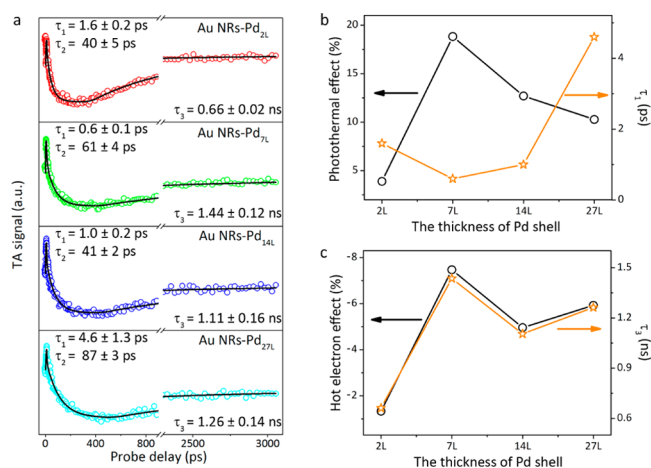 a
τ₁ = 1.6 ± 0.2 ps
τ₂ = 40 ± 5 ps
Au NRs-Pd₂L
τ₃ = 0.66 ± 0.02 ns
τ₁ = 0.6 ± 0.1 ps
τ₂ = 61 ± 4 ps
Au NRs-Pd₇L
τ₃ = 1.44 ± 0.12 ns
τ₁ = 1.0 ± 0.2 ps
τ₂ = 41 ± 2 ps
Au NRs-Pd₁₄L
τ₃ = 1.11 ± 0.16 ns
τ₁ = 4.6 ± 1.3 ps
τ₂ = 87 ± 3 ps
Au NRs-Pd₂₇L
τ₃ = 1.26 ± 0.14 ns
TA signal (a.u.)
0 400 800 2000 3000
Probe delay (ps)
b
Photothermal effect (%)
20
15
10
5
4
2
0
τ₁ (ps)
2L 7L 14L 27L
The thickness of Pd shell
c
Hot electron effect (%)
-8
-6
-4
-2
1.5
1.2
0.9
0.6
τ₃ (ns)
2L 7L 14L 27L
The thickness of Pd shell